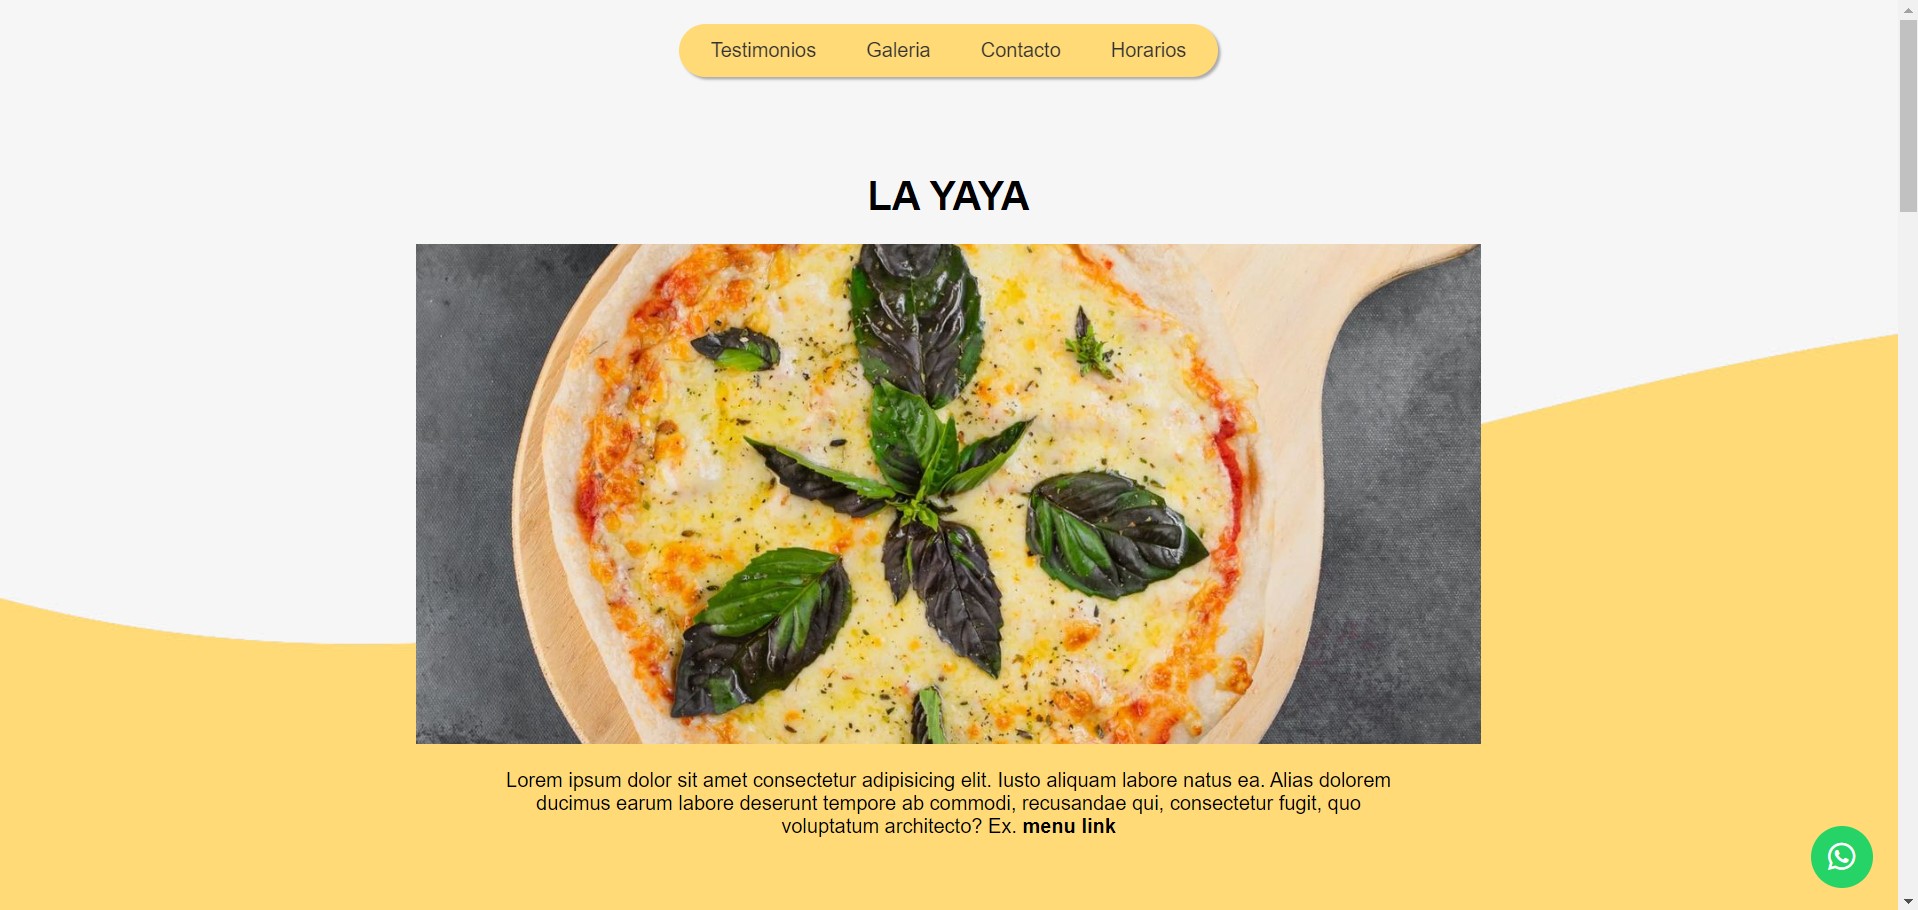 Testimonios Galeria Contacto Horarios
LA YAYA
Lorem ipsum dolor sit amet consectetur adipisicing elit. Iusto aliquam labore natus ea. Alias dolorem
ducimus earum labore deserunt tempore ab commodi, recusandae qui, consectetur fugit, quo
voluptatum architecto? Ex. menu link